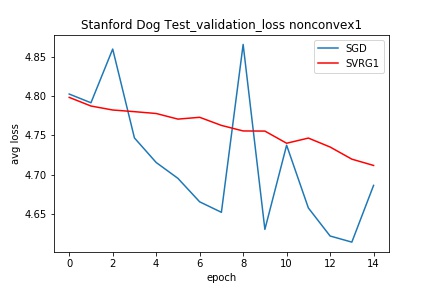 Stanford Dog Test_validation_loss nonconvex1
SGD
SVRG1
avg loss
4.85
4.80
4.75
4.70
4.65
0 2 4 6 8 10 12 14
epoch